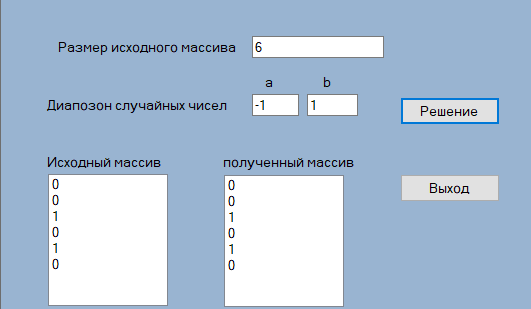 Размер исходного массива 6
a b
Диапозон случайных чисел -1 1
Решение
Исходный массив полученный массив
Выход
0 0
0 0
1 1
0 0
1 1
0 0